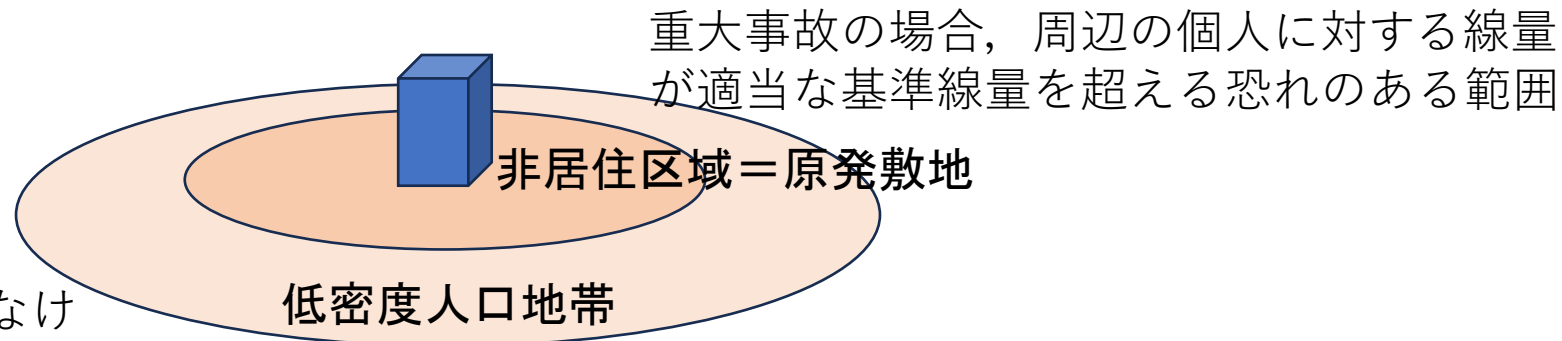 重大事故の場合，周辺の個人に対する線量
が適当な基準線量を超える恐れのある範囲
非居住区域＝原発敷地
低密度人口地帯
なけ